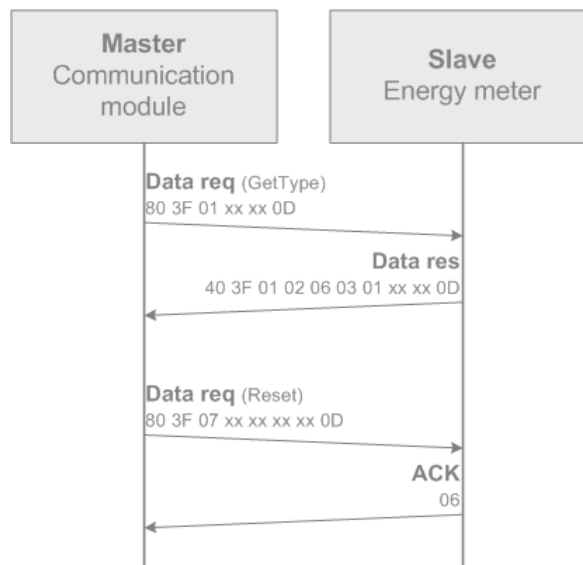 Master
Communication
module
Slave
Energy meter
Data req (GetType)
80 3F 01 xx xx 0D
Data res
40 3F 01 02 06 03 01 xx xx 0D
Data req (Reset)
80 3F 07 xx xx xx xx 0D
ACK
06